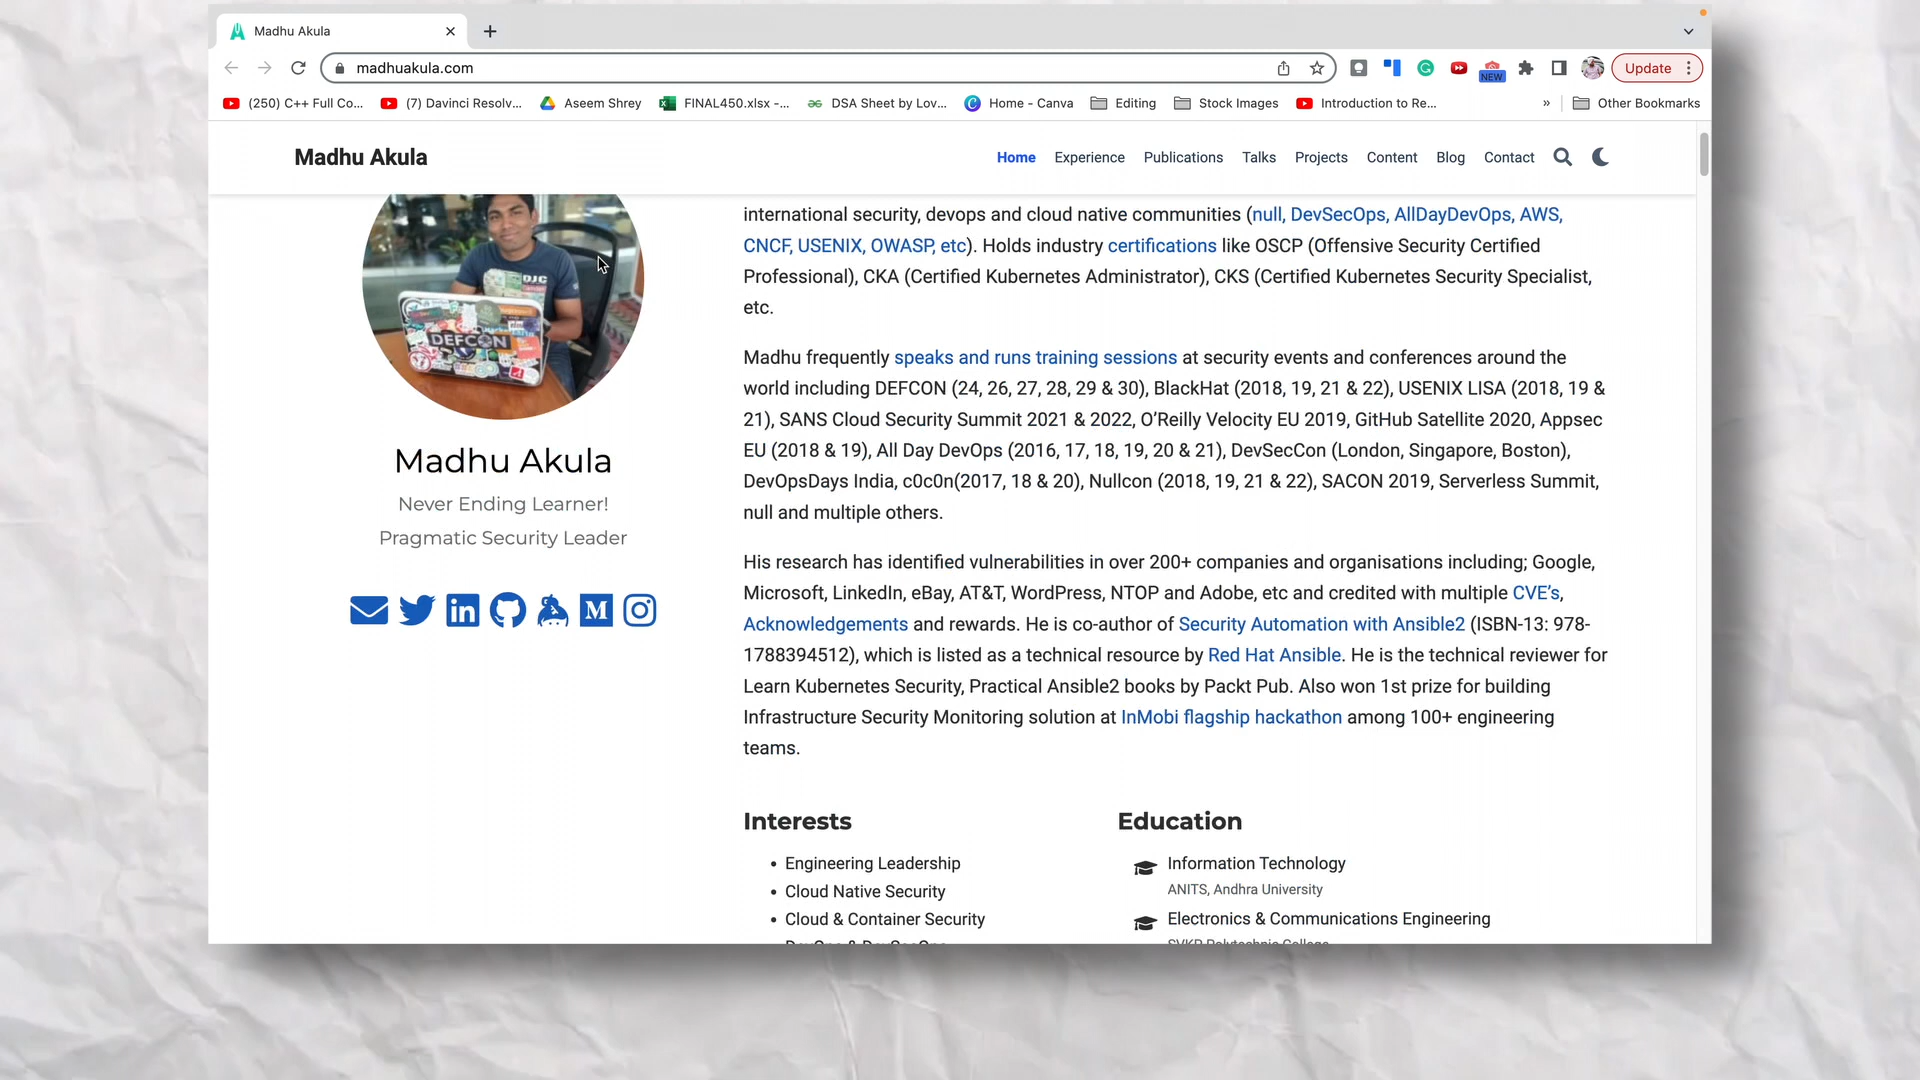 Madhu Akula
madhuakula.com
Update
NEW
(250) C++ Full Co...
(7) Davinci Resolv...
Aseem Shrey
FINAL450.xlsx -...
DSA Sheet by Lov...
Home - Canva
Editing
Stock Images
Introduction to Re...
»
Other Bookmarks
Madhu Akula
Home
Experience
Publications
Talks
Projects
Content
Blog
Contact
DJC
DEFCON
Madhu Akula
Never Ending Learner!
Pragmatic Security Leader
international security, devops and cloud native communities (null, DevSecOps, AllDayDevOps, AWS,
CNCF, USENIX, OWASP, etc). Holds industry certifications like OSCP (Offensive Security Certified
Professional), CKA (Certified Kubernetes Administrator), CKS (Certified Kubernetes Security Specialist,
etc.
Madhu frequently speaks and runs training sessions at security events and conferences around the
world including DEFCON (24, 26, 27, 28, 29 & 30), BlackHat (2018, 19, 21 & 22), USENIX LISA (2018, 19 &
21), SANS Cloud Security Summit 2021 & 2022, O’Reilly Velocity EU 2019, GitHub Satellite 2020, Appsec
EU (2018 & 19), All Day DevOps (2016, 17, 18, 19, 20 & 21), DevSecCon (London, Singapore, Boston),
DevOpsDays India, c0c0n(2017, 18 & 20), Nullcon (2018, 19, 21 & 22), SACON 2019, Serverless Summit,
null and multiple others.
His research has identified vulnerabilities in over 200+ companies and organisations including; Google,
Microsoft, LinkedIn, eBay, AT&T, WordPress, NTOP and Adobe, etc and credited with multiple CVE’s,
Acknowledgements and rewards. He is co-author of Security Automation with Ansible2 (ISBN-13: 978-
1788394512), which is listed as a technical resource by Red Hat Ansible. He is the technical reviewer for
Learn Kubernetes Security, Practical Ansible2 books by Packt Pub. Also won 1st prize for building
Infrastructure Security Monitoring solution at InMobi flagship hackathon among 100+ engineering
teams.
Interests
• Engineering Leadership
• Cloud Native Security
• Cloud & Container Security
DevOps & DevSecOps
Education
Information Technology
ANITS, Andhra University
Electronics & Communications Engineering
SVKP Polytechnic College